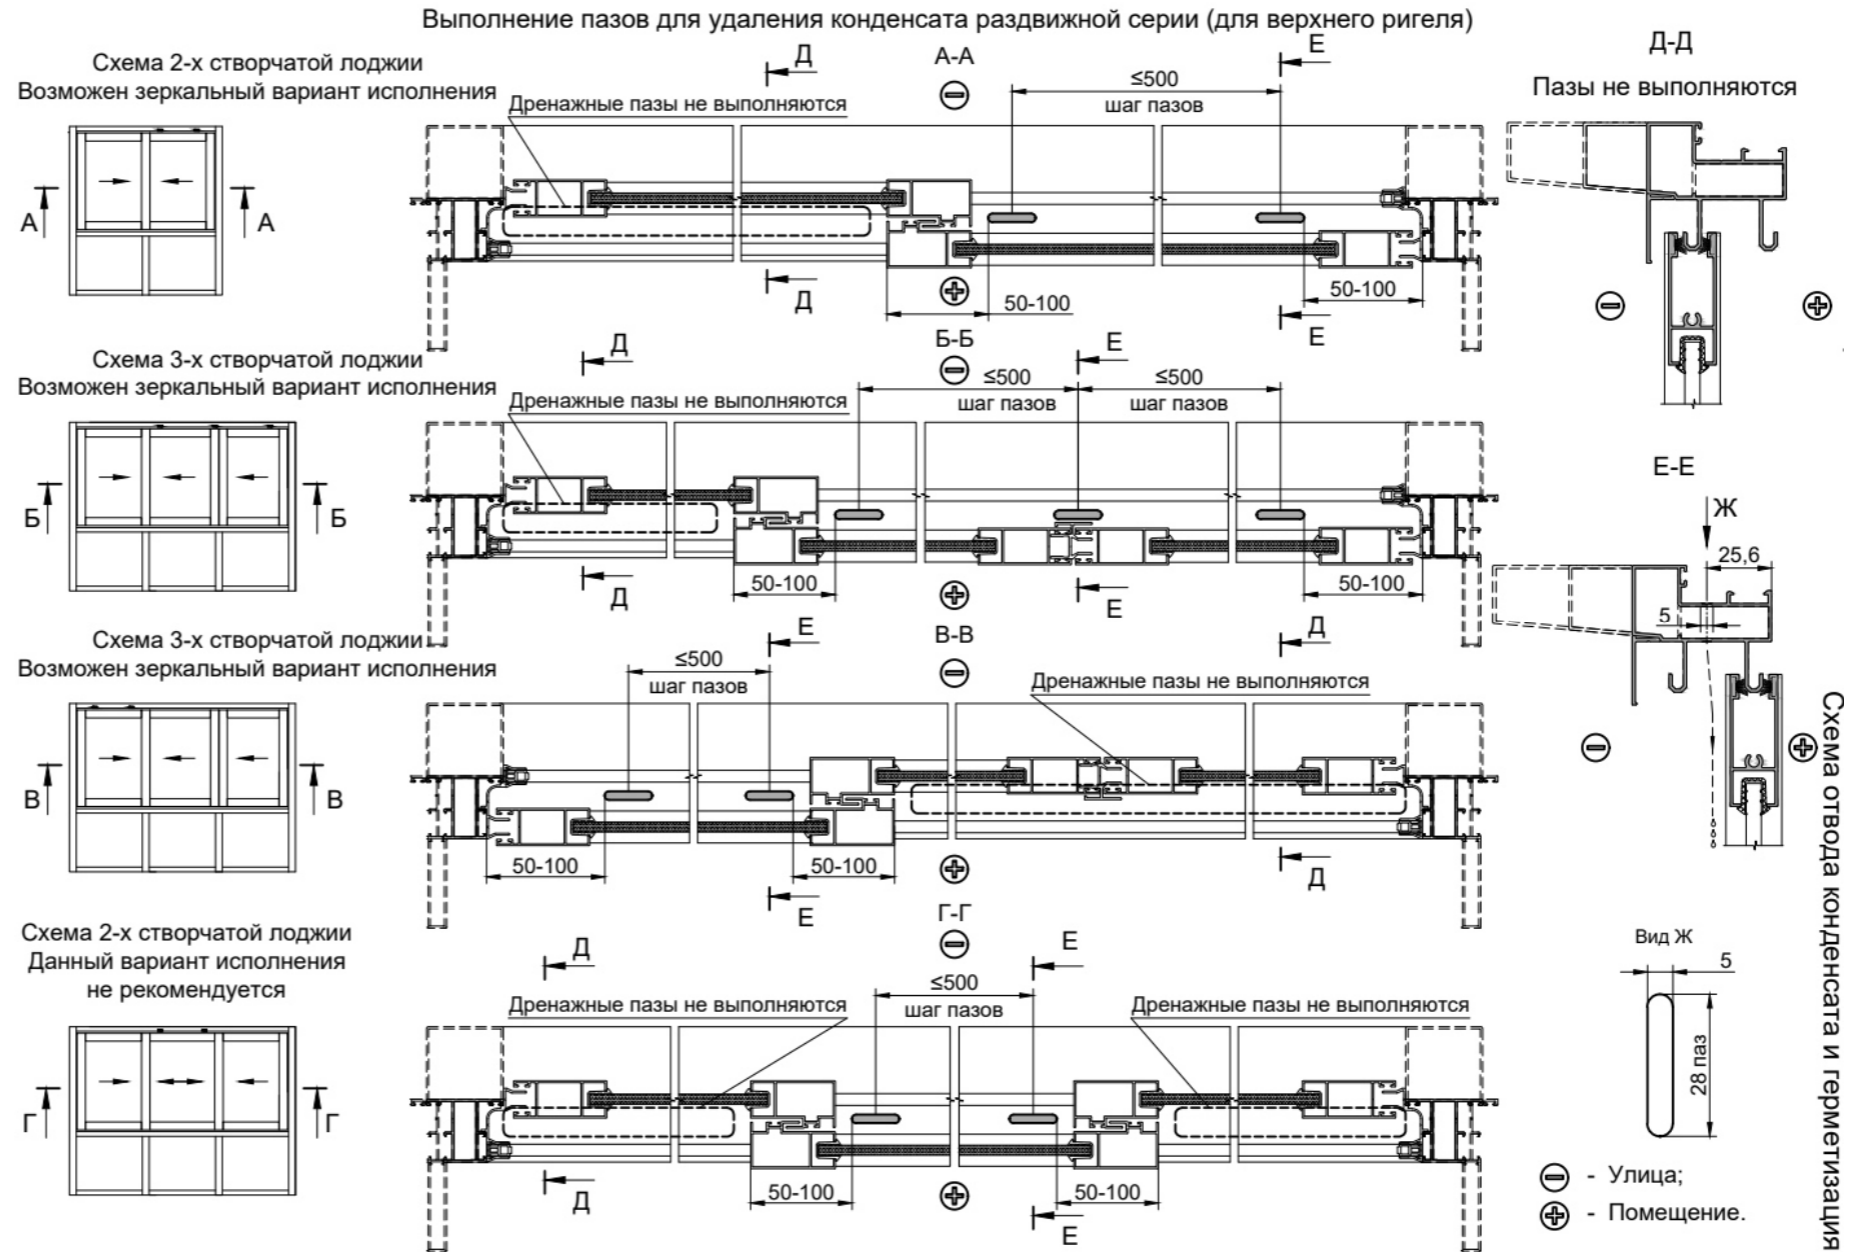 Выполнение пазов для удаления конденсата раздвижной серии (для верхнего ригеля)
Схема 2-х створчатой лоджии
Возможен зеркальный вариант исполнения
А
А
Дренажные пазы не выполняются
Д
А-А
≤500
шаг пазов
Е
Д
50-100
50-100
Е
Схема 3-х створчатой лоджии
Возможен зеркальный вариант исполнения
Б
Б
Дренажные пазы не выполняются
Д
Б-Б
≤500
шаг пазов
Е
≤500
шаг пазов
Д
50-100
Е
50-100
Схема 3-х створчатой лоджии
Возможен зеркальный вариант исполнения
В
В
≤500
шаг пазов
Е
В-В
Дренажные пазы не выполняются
Д
50-100
50-100
Е
Д
Схема 2-х створчатой лоджии
Данный вариант исполнения
не рекомендуется
Г
Г
Д
Г-Г
Е
Дренажные пазы не выполняются
≤500
шаг пазов
Дренажные пазы не выполняются
Д
50-100
50-100
Е
Д-Д
Пазы не выполняются
Е-Е
Ж
25,6
5
Вид Ж
5
28 паз
- Улица;
- Помещение.
Схема отвода конденсата и герметизация